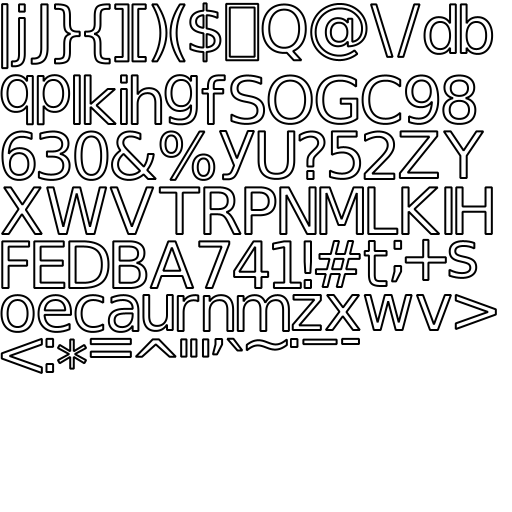 |jJ}{][)($▯Q@\/db
qplkihgfSOGC98
630&%yU?52ZY
XWVTRPNMLKIH
FEDBA741!#t;+s
oecaurnmzxwv>
<:*=^"',`~._-